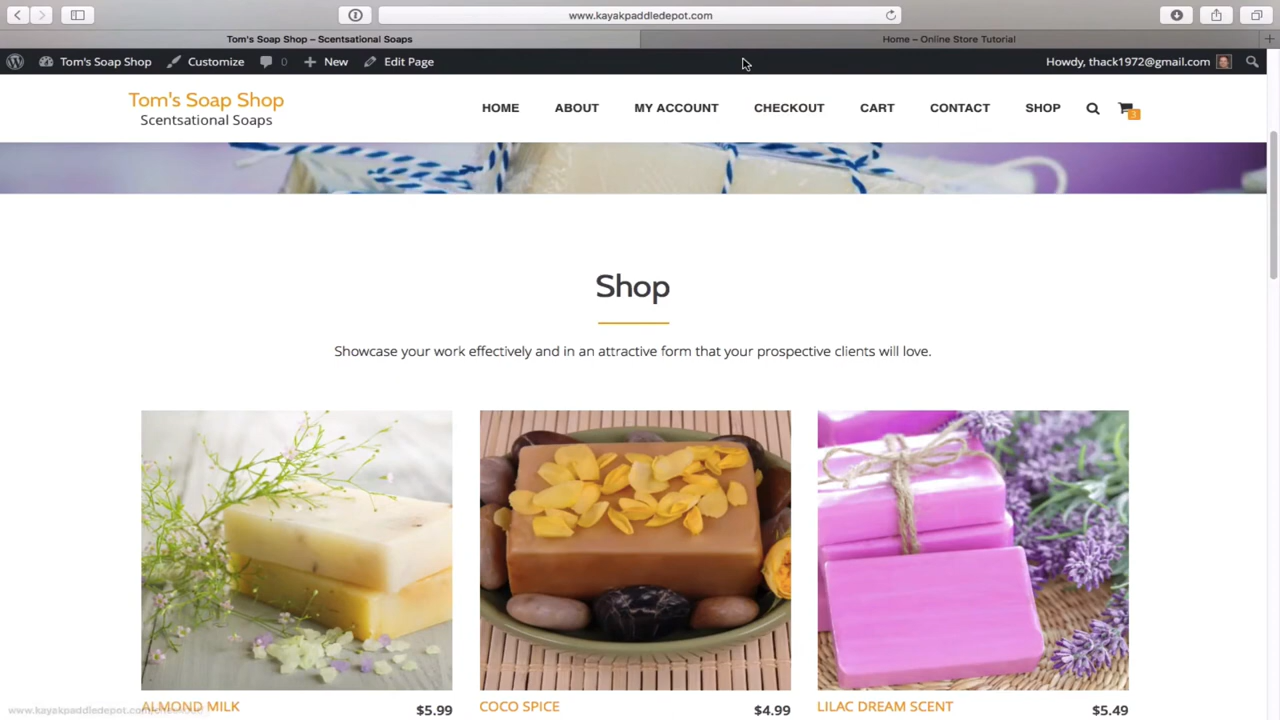 www.kayakpaddledepot.com
Tom's Soap Shop – Scentsational Soaps
Home – Online Store Tutorial
Tom's Soap Shop Customize 0 New Edit Page Howdy, thack1972@gmail.com
Tom's Soap Shop
Scentsational Soaps
HOME ABOUT MY ACCOUNT CHECKOUT CART CONTACT SHOP 3
Shop
Showcase your work effectively and in an attractive form that your prospective clients will love.
ALMOND MILK $5.99
COCO SPICE $4.99
LILAC DREAM SCENT $5.49